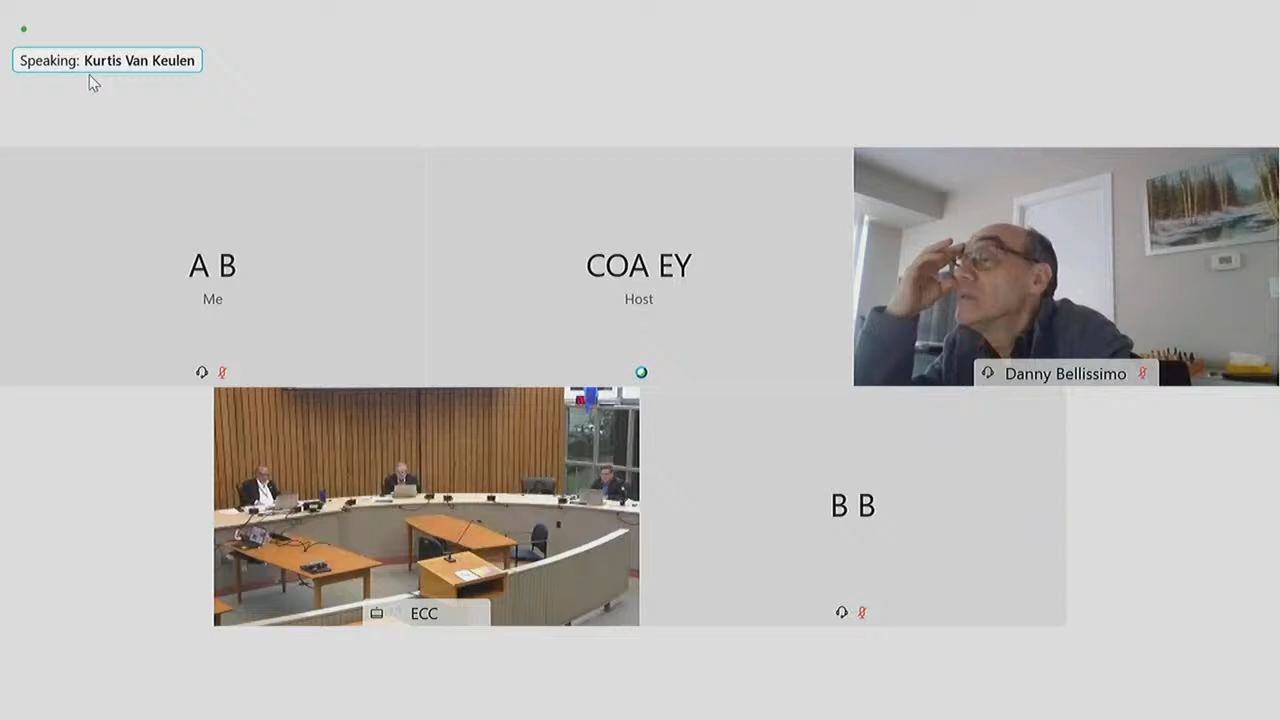 Speaking: Kurtis Van Keulen
A B
Me
COA EY
Host
Danny Bellissimo
ECC
B B